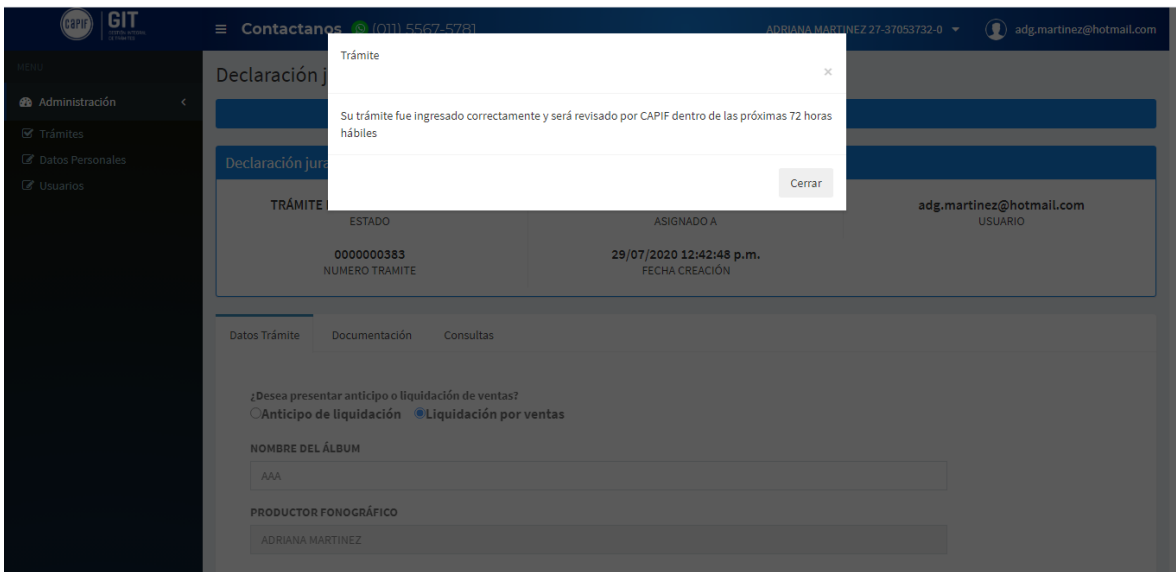 CAPIF GIT
GESTIÓN INTEGRAL
DE TRÁMITES
Contactanos (011) 5567-5781
ADRIANA MARTINEZ 27-37053732-0
adg.martinez@hotmail.com
MENU
Administración
Trámites
Datos Personales
Usuarios
Declaración j
Trámite
×
Su trámite fue ingresado correctamente y será revisado por CAPIF dentro de las próximas 72 horas
hábiles
Cerrar
Declaración jura
TRÁMITE
ESTADO
ASIGNADO A
adg.martinez@hotmail.com
USUARIO
0000000383
NUMERO TRAMITE
29/07/2020 12:42:48 p.m.
FECHA CREACIÓN
Datos Trámite Documentación Consultas
¿Desea presentar anticipo o liquidación de ventas?
Anticipo de liquidación Liquidación por ventas
NOMBRE DEL ÁLBUM
AAA
PRODUCTOR FONOGRÁFICO
ADRIANA MARTINEZ